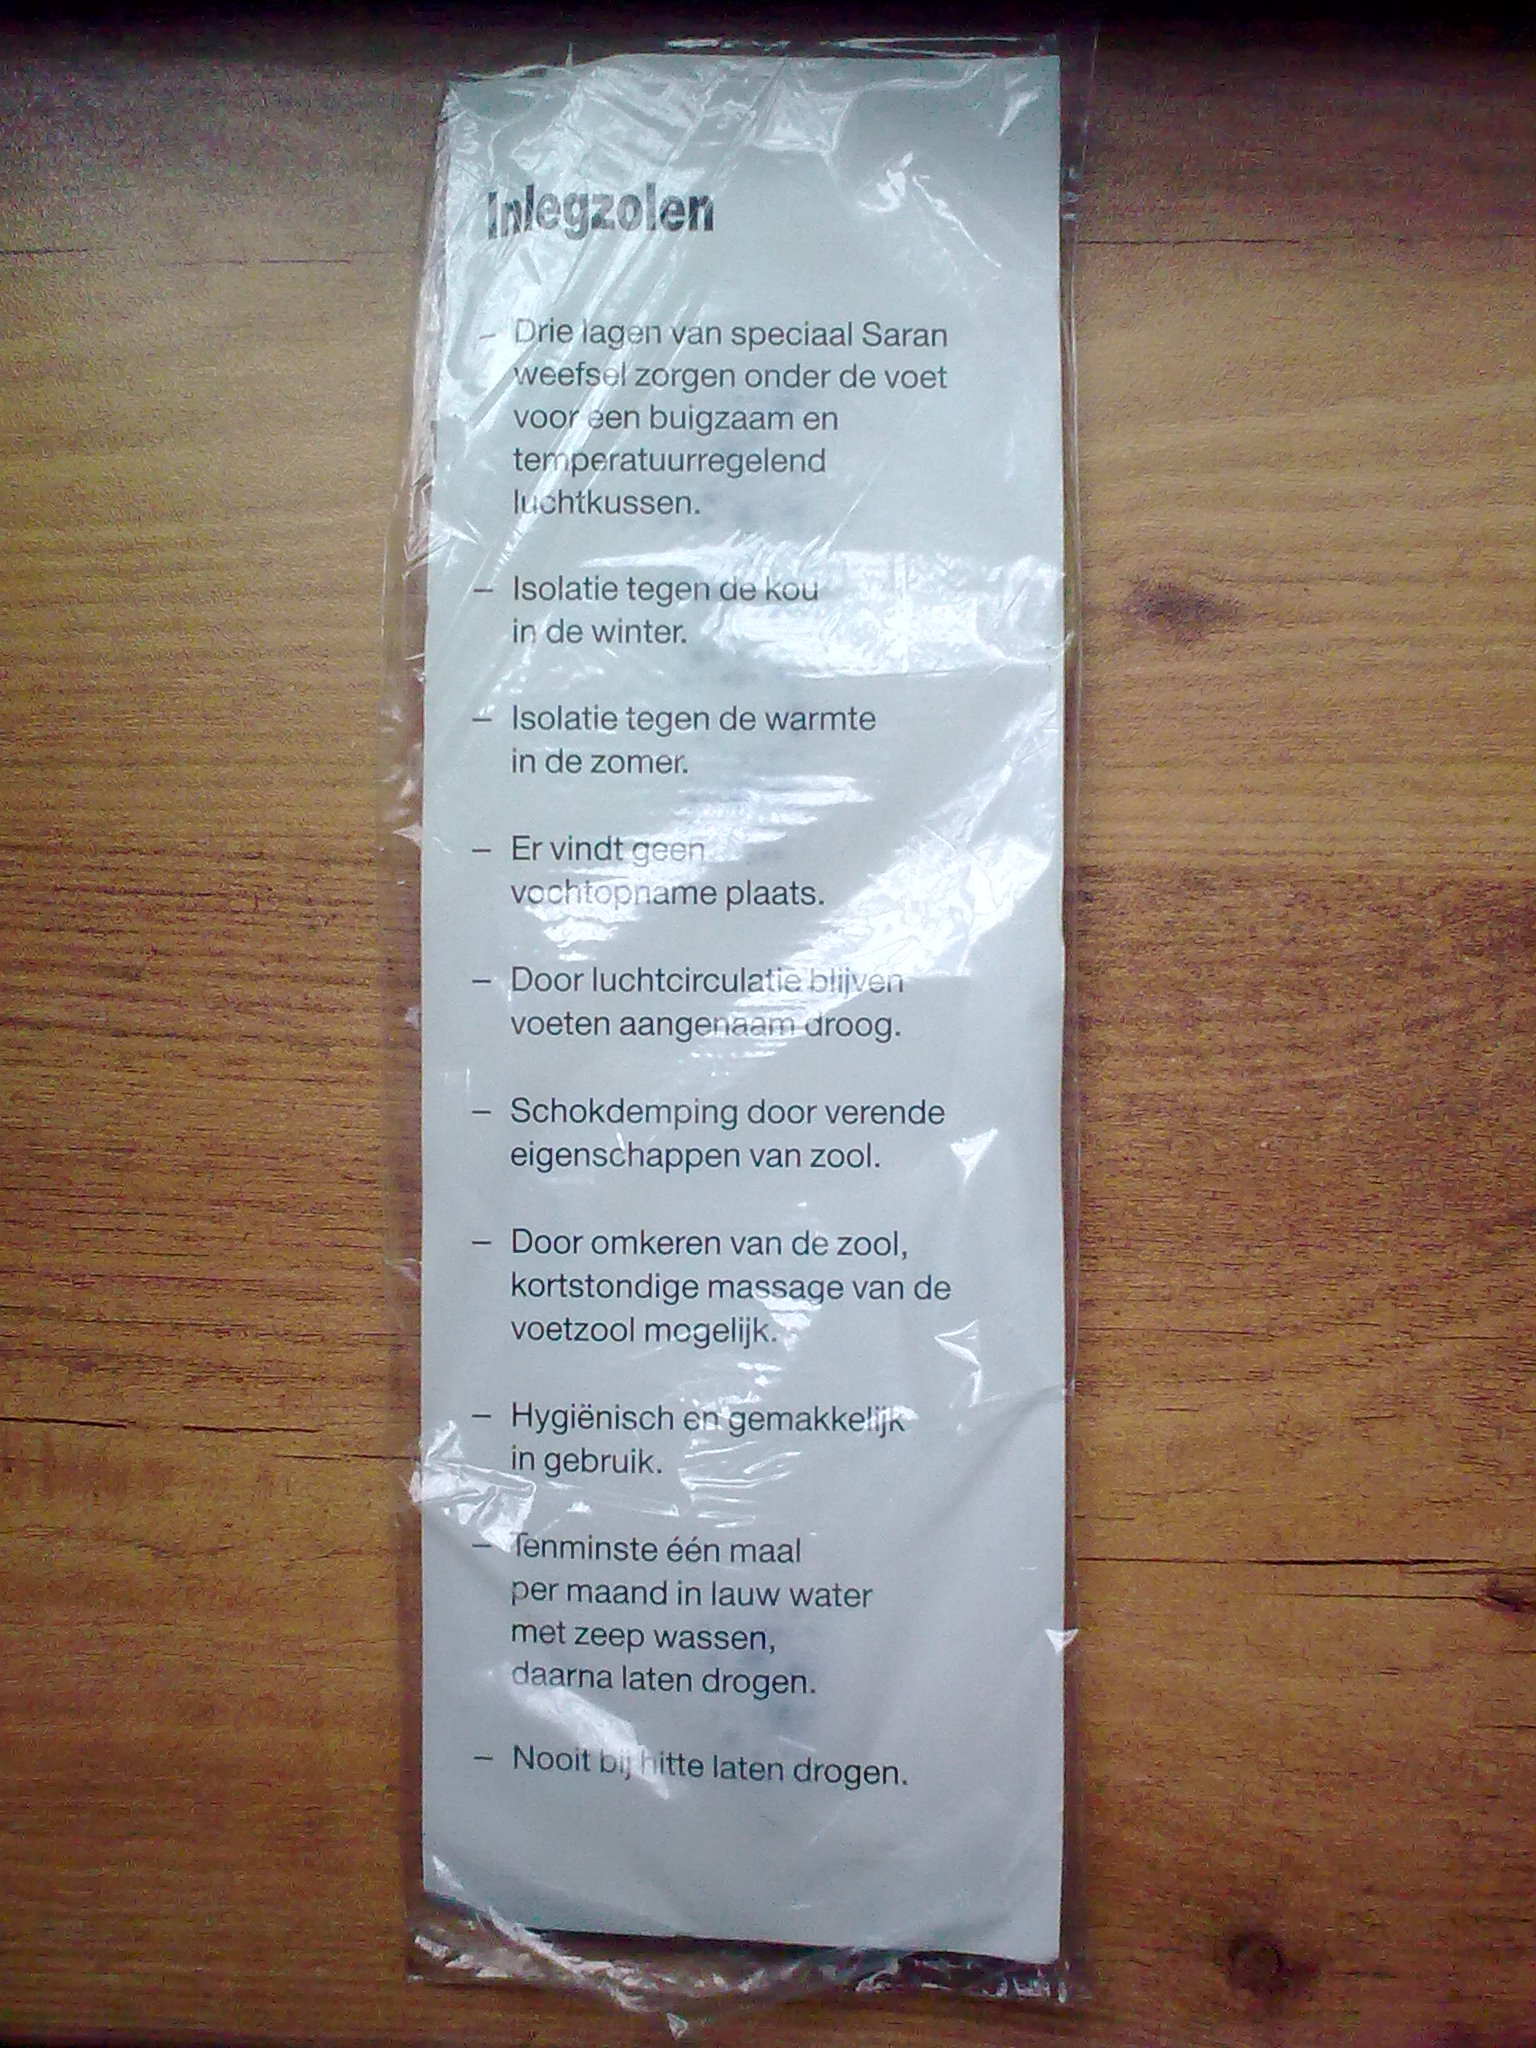 Inlegzolen
– Drie lagen van speciaal Saran
weefsel zorgen onder de voet
voor een buigzaam en
temperatuurregelend
luchtkussen.
– Isolatie tegen de kou
in de winter.
– Isolatie tegen de warmte
in de zomer.
– Er vindt geen
vochtopname plaats.
– Door luchtcirculatie blijven
voeten aangenaam droog.
– Schokdemping door verende
eigenschappen van zool.
– Door omkeren van de zool,
kortstondige massage van de
voetzool mogelijk.
– Hygiënisch en gemakkelijk
in gebruik.
– Tenminste één maal
per maand in lauw water
met zeep wassen,
daarna laten drogen.
– Nooit bij hitte laten drogen.